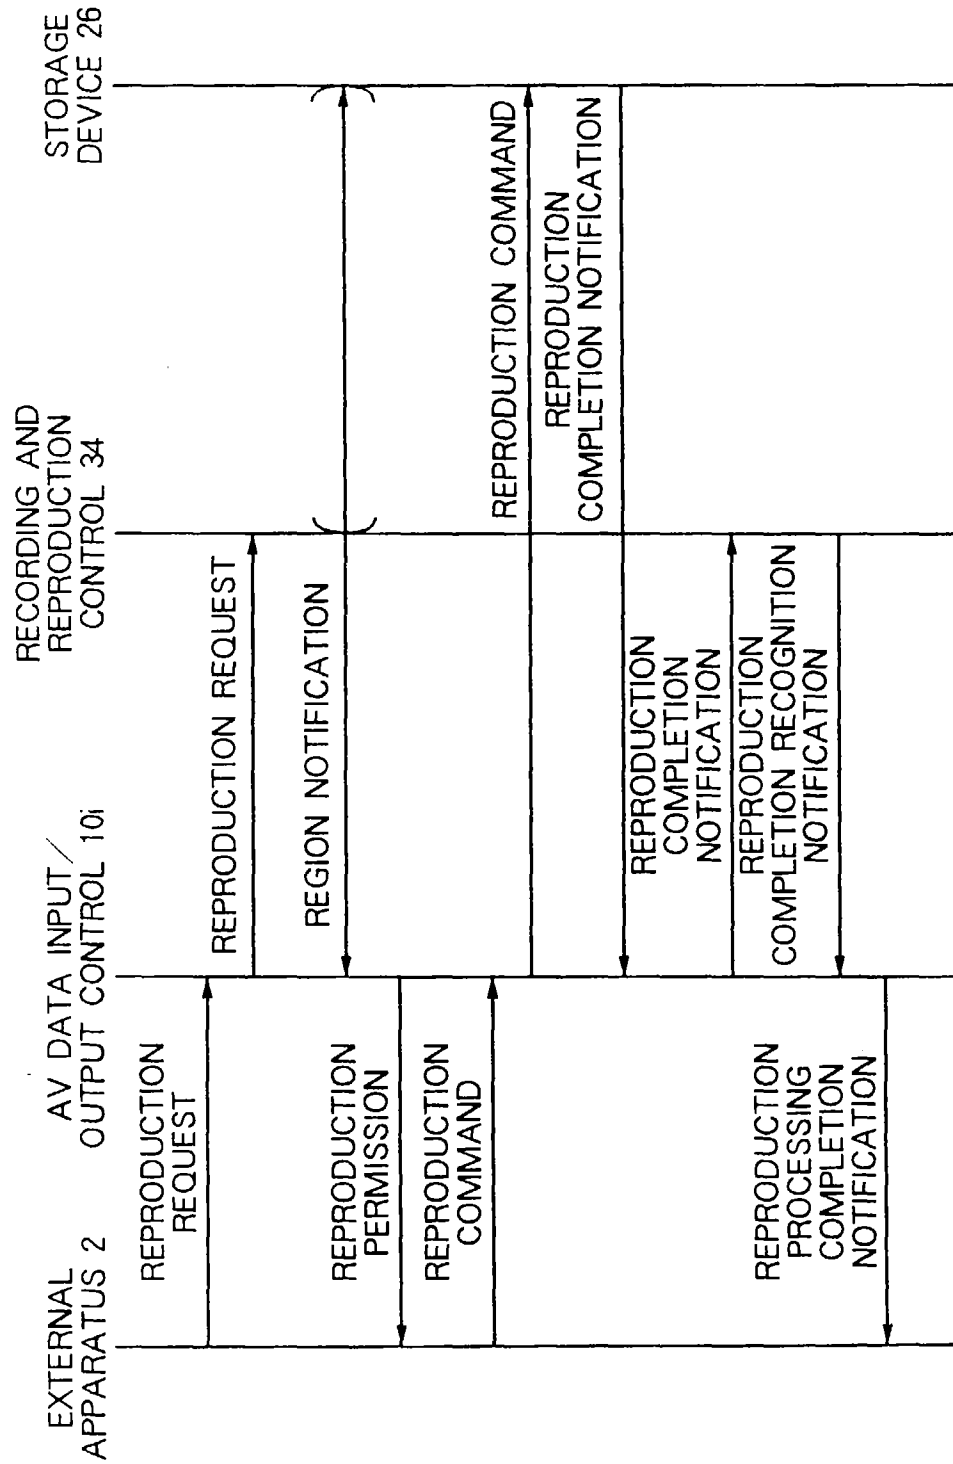 EXTERNAL
APPARATUS 2
AV DATA INPUT/
OUTPUT CONTROL 10i
RECORDING AND
REPRODUCTION
CONTROL 34
STORAGE
DEVICE 26
REPRODUCTION
REQUEST
REPRODUCTION REQUEST
REGION NOTIFICATION
REPRODUCTION
PERMISSION
REPRODUCTION
COMMAND
REPRODUCTION COMMAND
REPRODUCTION
COMPLETION NOTIFICATION
REPRODUCTION
COMPLETION
NOTIFICATION
REPRODUCTION
COMPLETION RECOGNITION
NOTIFICATION
REPRODUCTION
PROCESSING
COMPLETION
NOTIFICATION